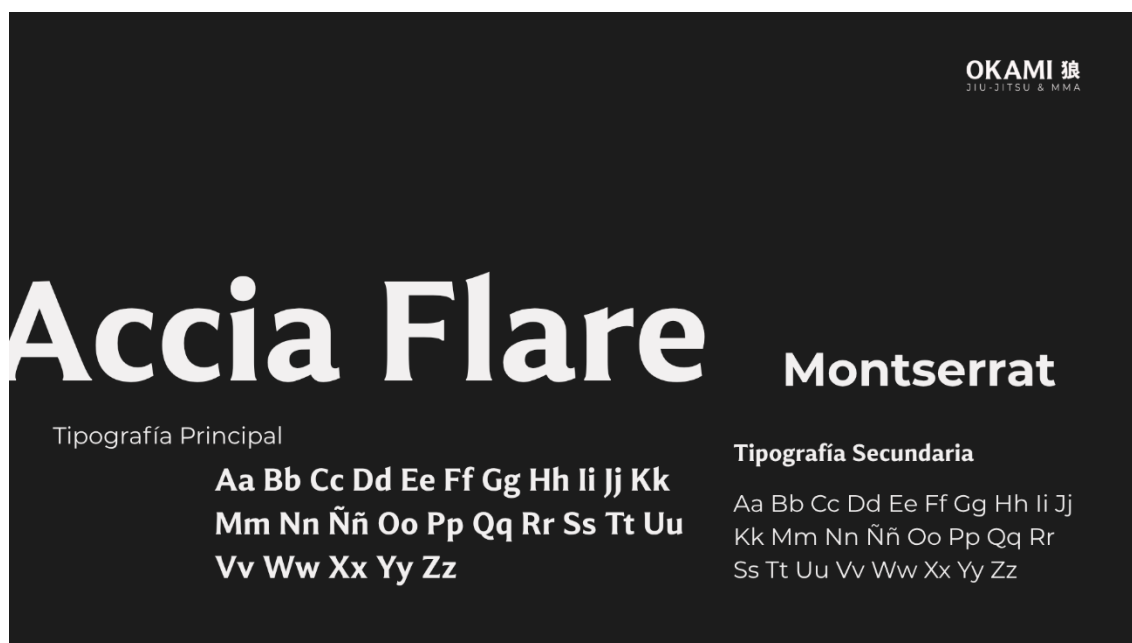 OKAMI 狼
JIU-JITSU & MMA
Accia Flare
Montserrat
Tipografía Principal
Aa Bb Cc Dd Ee Ff Gg Hh Ii Jj Kk
Mm Nn Ññ Oo Pp Qq Rr Ss Tt Uu
Vv Ww Xx Yy Zz
Tipografía Secundaria
Aa Bb Cc Dd Ee Ff Gg Hh Ii Jj
Kk Mm Nn Ññ Oo Pp Qq Rr
Ss Tt Uu Vv Ww Xx Yy Zz